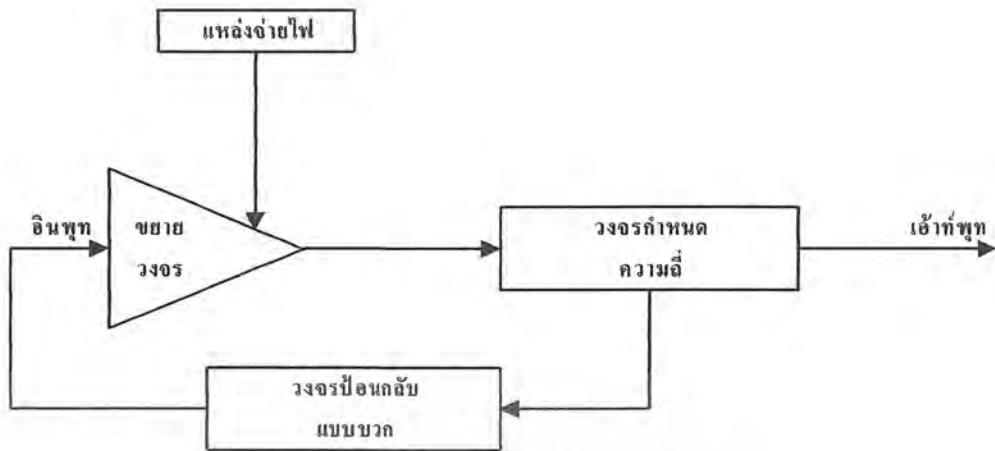 แหล่งจ่ายไฟ
อินพุท
ขยาย
วงจร
วงจรกำหนด
ความถี่
เอ้าท์พุท
วงจรป้อนกลับ
แบบบวก